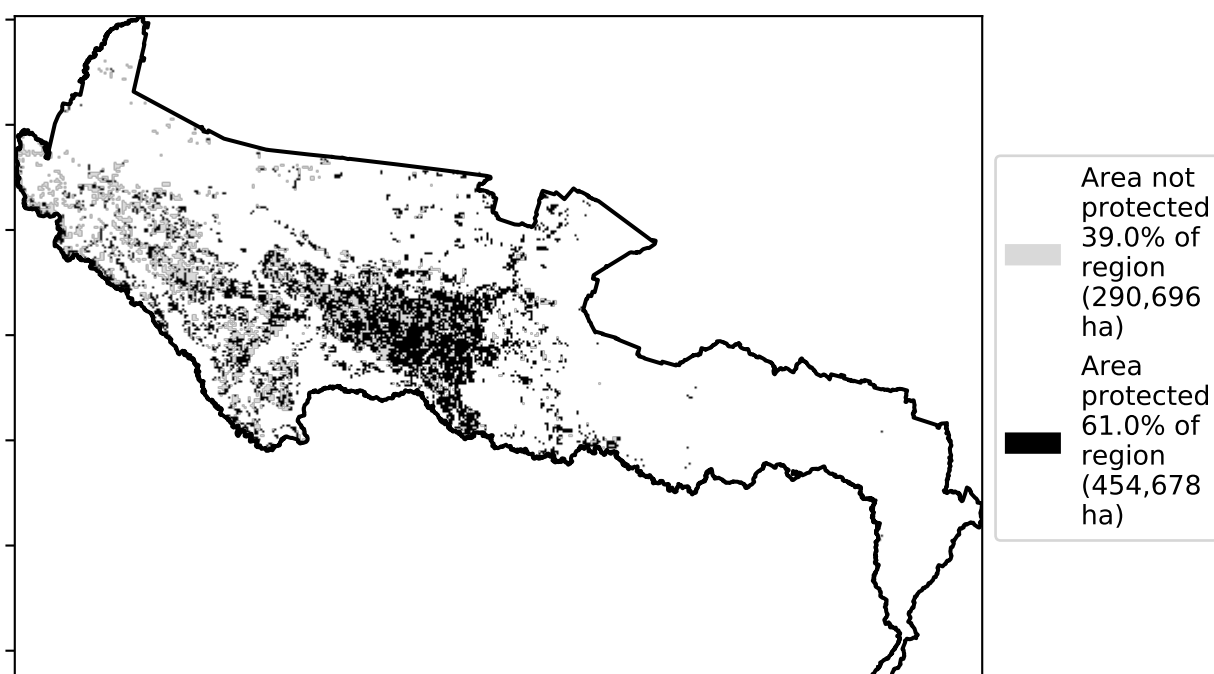 Area not
protected
39.0% of
region
(290,696
ha)
Area
protected
61.0% of
region
(454,678
ha)